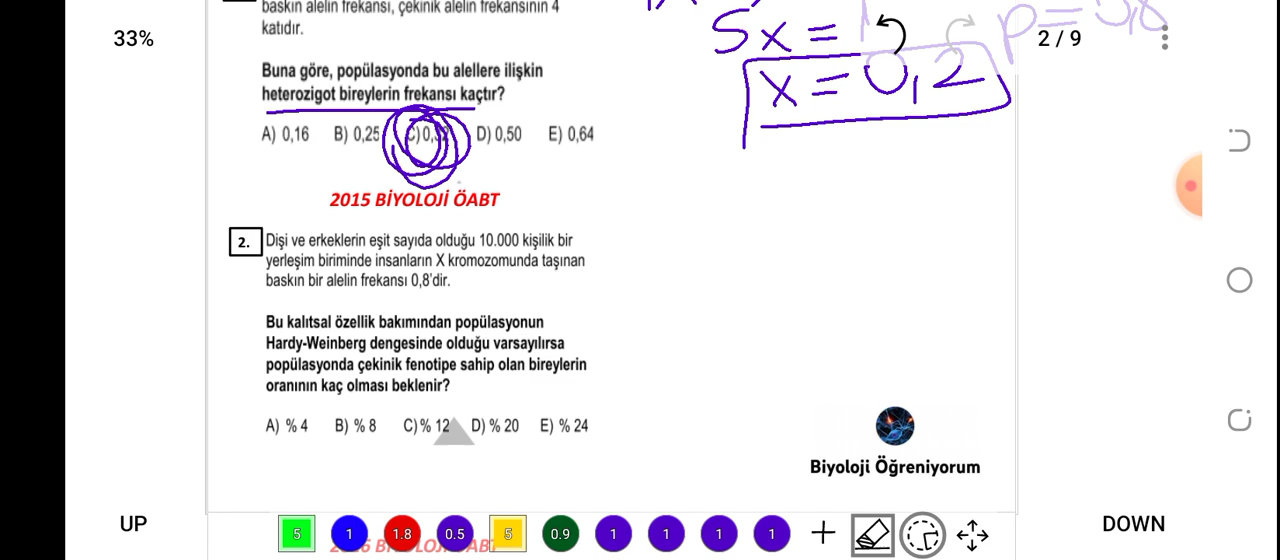 baskın alelin frekansı, çekinik alelin frekansının 4
katıdır.
Buna göre, popülasyonda bu alellere ilişkin
heterozigot bireylerin frekansı kaçtır?
A) 0,16 B) 0,25 C) 0,32 D) 0,50 E) 0,64
5x = 1
x = 0,2
33%
2 / 9
2015 BİYOLOJİ ÖABT
2. Dişi ve erkeklerin eşit sayıda olduğu 10.000 kişilik bir
yerleşim biriminde insanların X kromozomunda taşınan
baskın bir alelin frekansı 0,8'dir.
Bu kalıtsal özellik bakımından popülasyonun
Hardy-Weinberg dengesinde olduğu varsayılırsa
popülasyonda çekinik fenotipe sahip olan bireylerin
oranının kaç olması beklenir?
A) % 4 B) % 8 C) % 12 D) % 20 E) % 24
Biyoloji Öğreniyorum
UP
DOWN
5 1 1.8 0.5 5 0.9 1 1 1 1